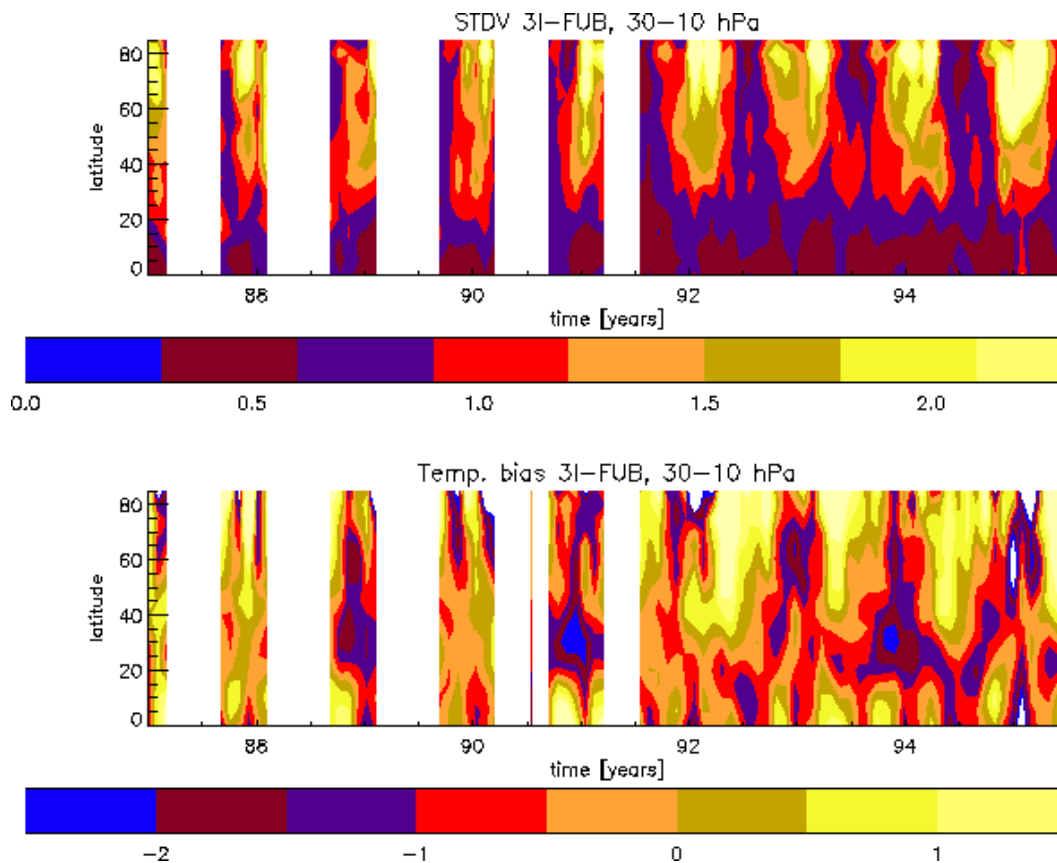 STDV 3I-FUB, 30-10 hPa
80
60
40
20
0
latitude
88 90 92 94
time [years]
0.0 0.5 1.0 1.5 2.0
Temp. bias 3I-FUB, 30-10 hPa
80
60
40
20
0
latitude
88 90 92 94
time [years]
-2 -1 0 1